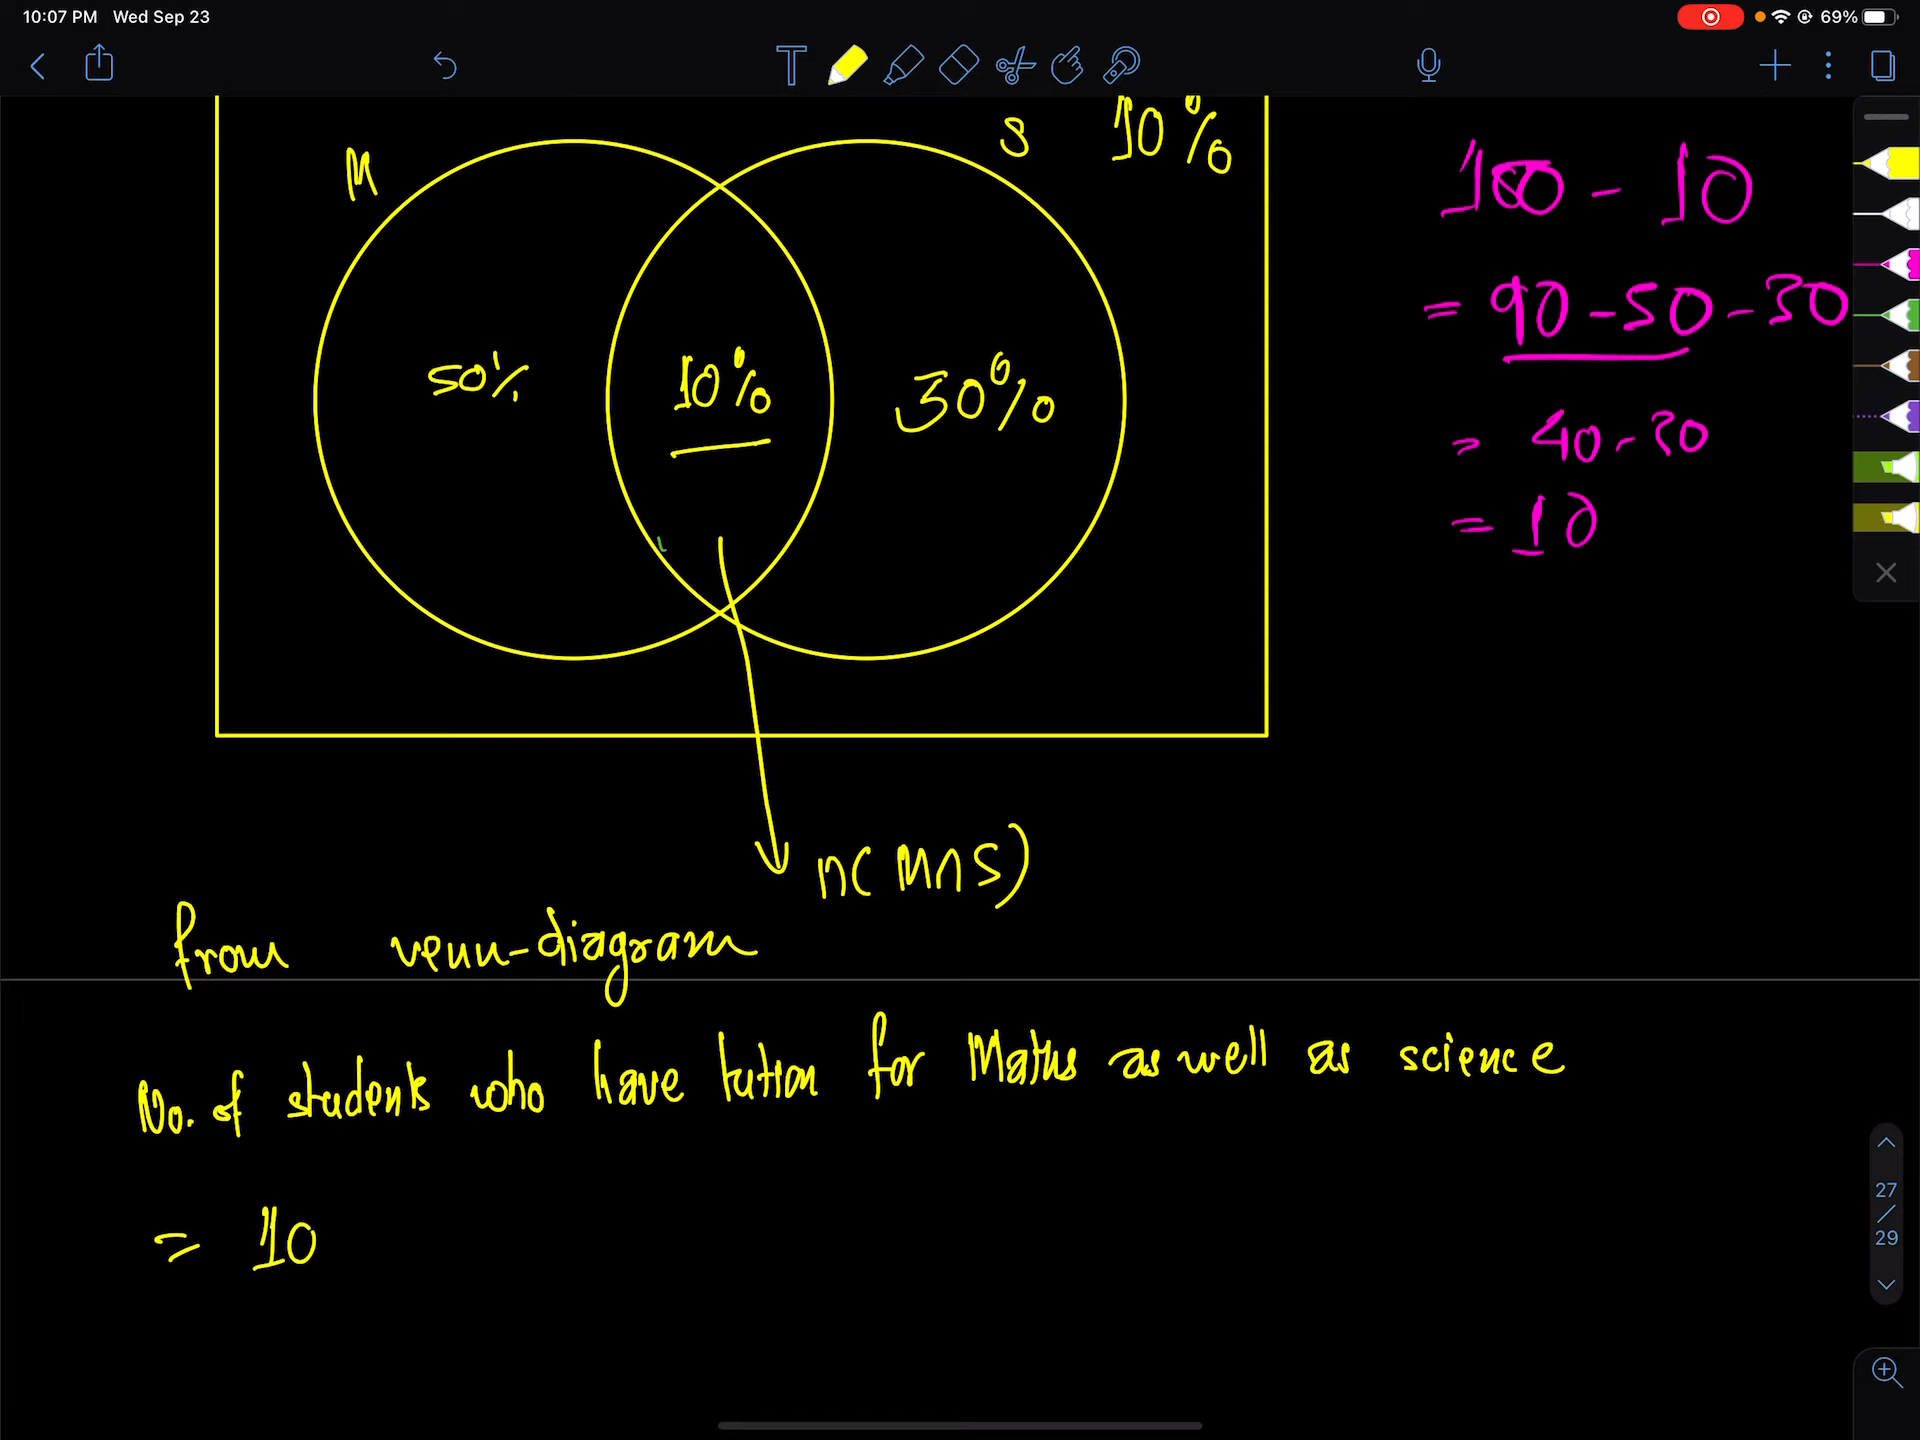 10:07 PM Wed Sep 23
69%
M
S
10%
50%
10%
30%
100 - 10
= 90 - 50 - 30
= 40 - 30
= 10
n(M∩S)
from venn-diagram
No. of students who have tution for Maths as well as science
= 10
27
/
29